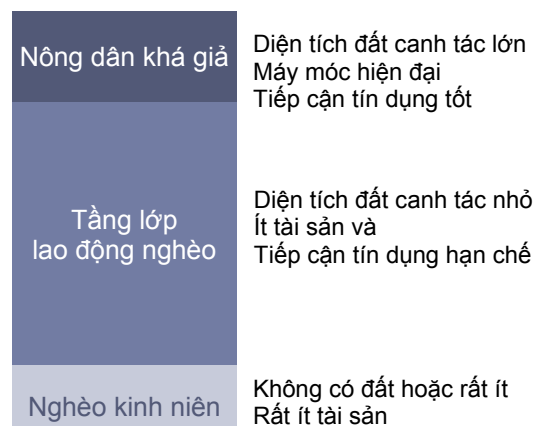 Nông dân khá giả
Diện tích đất canh tác lớn
Máy móc hiện đại
Tiếp cận tín dụng tốt
Tầng lớp
lao động nghèo
Diện tích đất canh tác nhỏ
Ít tài sản và
Tiếp cận tín dụng hạn chế
Nghèo kinh niên
Không có đất hoặc rất ít
Rất ít tài sản